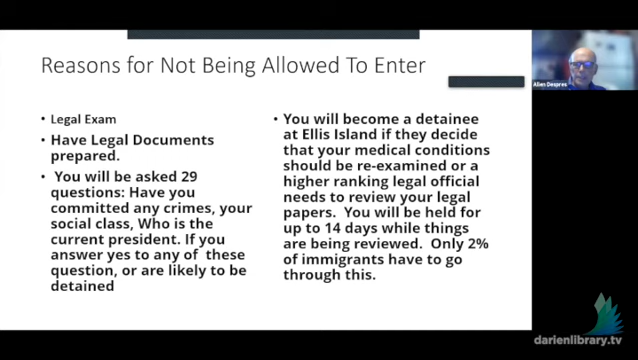 Reasons for Not Being Allowed To Enter
• Legal Exam
• Have Legal Documents
prepared.
• You will be asked 29
questions: Have you
committed any crimes, your
social class, Who is the
current president. If you
answer yes to any of these
question, or are likely to be
detained
• You will become a detainee
at Ellis Island if they decide
that your medical conditions
should be re-examined or a
higher ranking legal official
needs to review your legal
papers. You will be held for
up to 14 days while things
are being reviewed. Only 2%
of immigrants have to go
through this.
Alies Despres
darienlibrary.tv